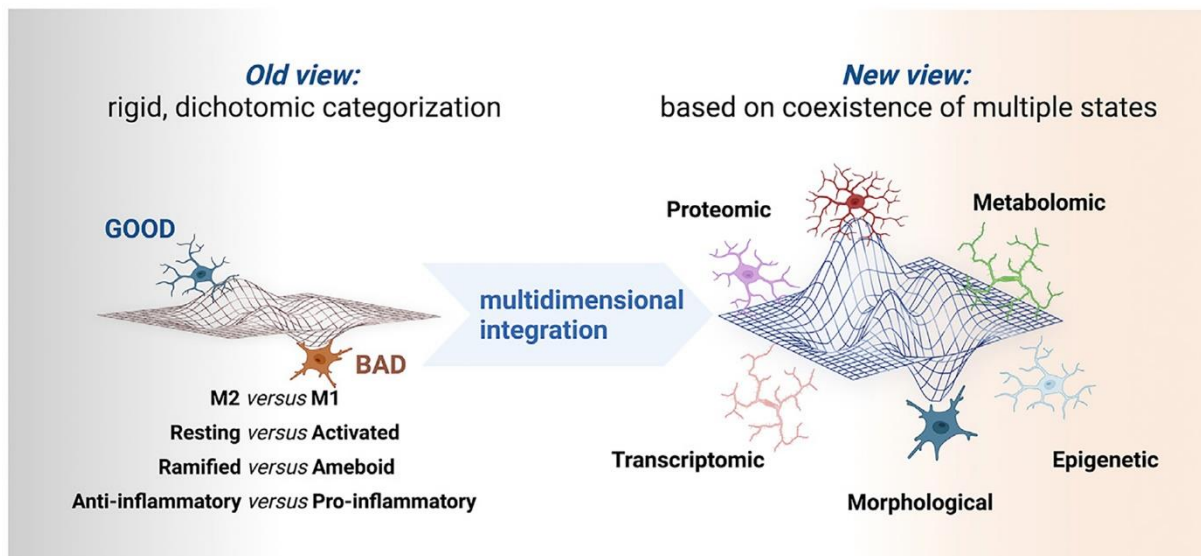 Old view:
rigid, dichotomic categorization
GOOD
BAD
M2 versus M1
Resting versus Activated
Ramified versus Ameboid
Anti-inflammatory versus Pro-inflammatory
multidimensional
integration
New view:
based on coexistence of multiple states
Proteomic
Metabolomic
Transcriptomic
Epigenetic
Morphological